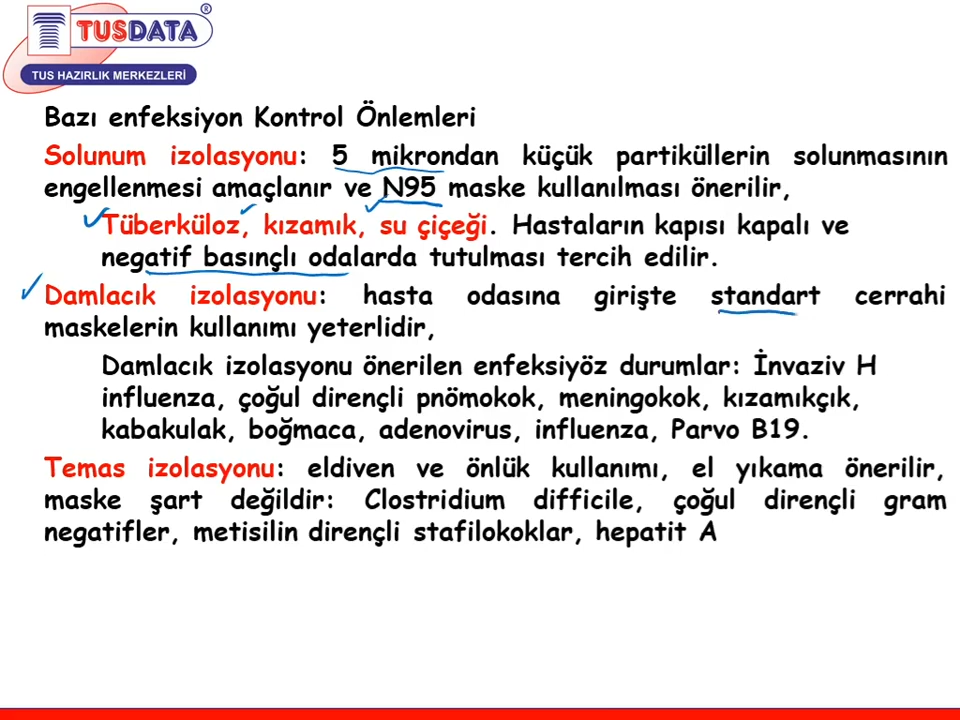 TUSDATA ®
TUS HAZIRLIK MERKEZLERİ
Bazı enfeksiyon Kontrol Önlemleri
Solunum izolasyonu: 5 mikrondan küçük partiküllerin solunmasının
engellenmesi amaçlanır ve N95 maske kullanılması önerilir,
Tüberküloz, kızamık, su çiçeği. Hastaların kapısı kapalı ve
negatif basınçlı odalarda tutulması tercih edilir.
Damlacık izolasyonu: hasta odasına girişte standart cerrahi
maskelerin kullanımı yeterlidir,
Damlacık izolasyonu önerilen enfeksiyöz durumlar: İnvaziv H
influenza, çoğul dirençli pnömokok, meningokok, kızamıkçık,
kabakulak, boğmaca, adenovirus, influenza, Parvo B19.
Temas izolasyonu: eldiven ve önlük kullanımı, el yıkama önerilir,
maske şart değildir: Clostridium difficile, çoğul dirençli gram
negatifler, metisilin dirençli stafilokoklar, hepatit A